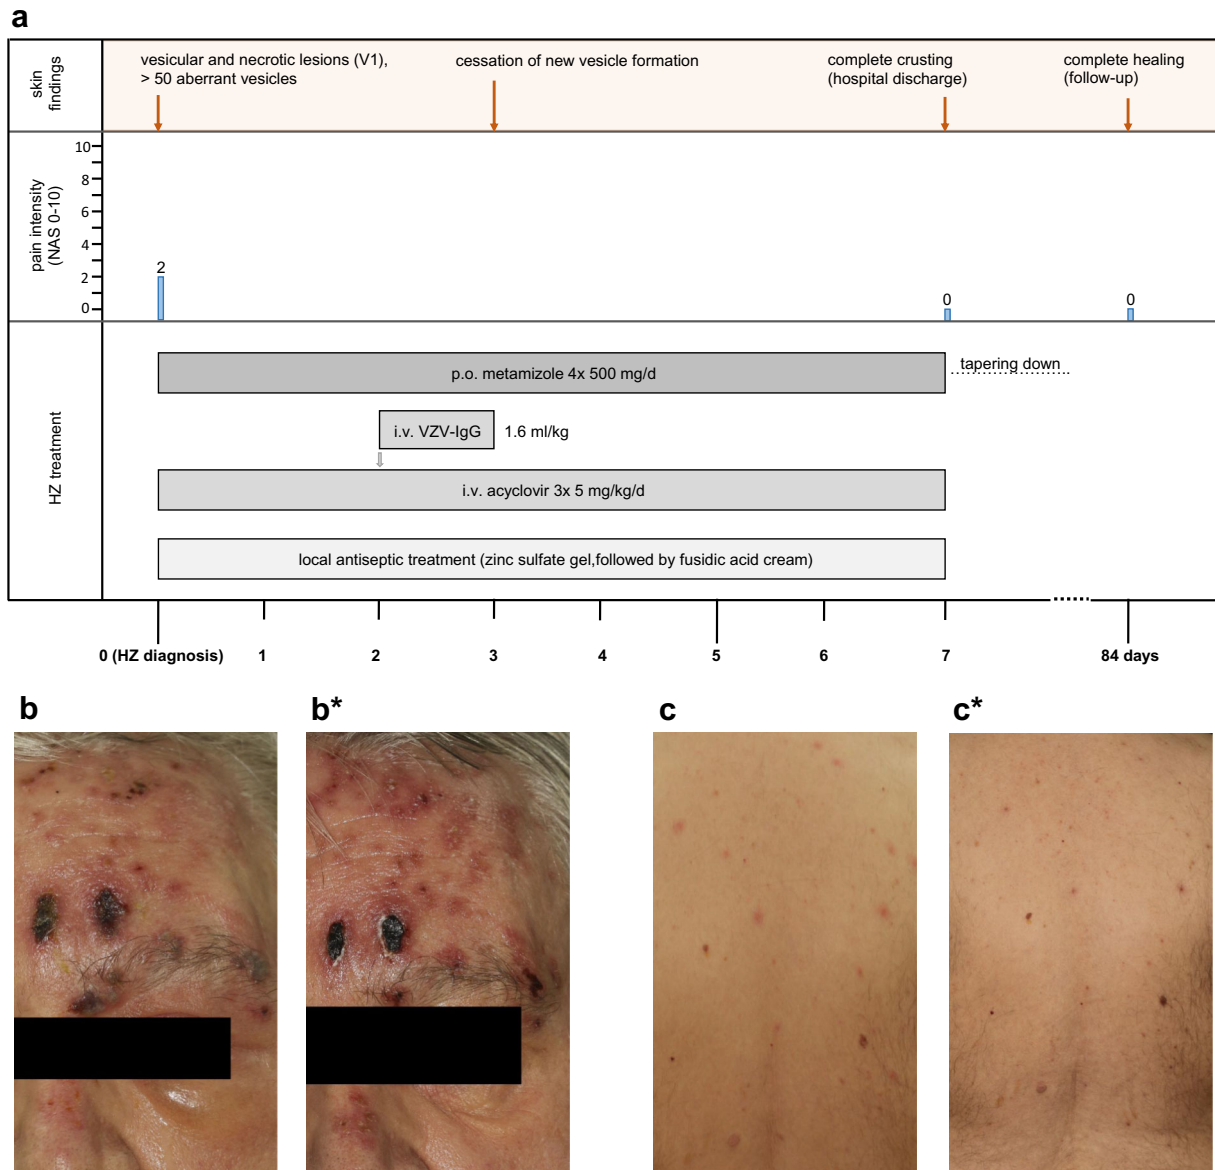 a
skin
findings
vesicular and necrotic lesions (V1),
> 50 aberrant vesicles
cessation of new vesicle formation
complete crusting
(hospital discharge)
complete healing
(follow-up)
pain intensity
(NAS 0-10)
10
8
6
4
2
0
2
0
0
HZ treatment
p.o. metamizole 4x 500 mg/d
tapering down
i.v. VZV-IgG
1.6 ml/kg
i.v. acyclovir 3x 5 mg/kg/d
local antiseptic treatment (zinc sulfate gel,followed by fusidic acid cream)
0 (HZ diagnosis)
1
2
3
4
5
6
7
84 days
b
b*
c
c*